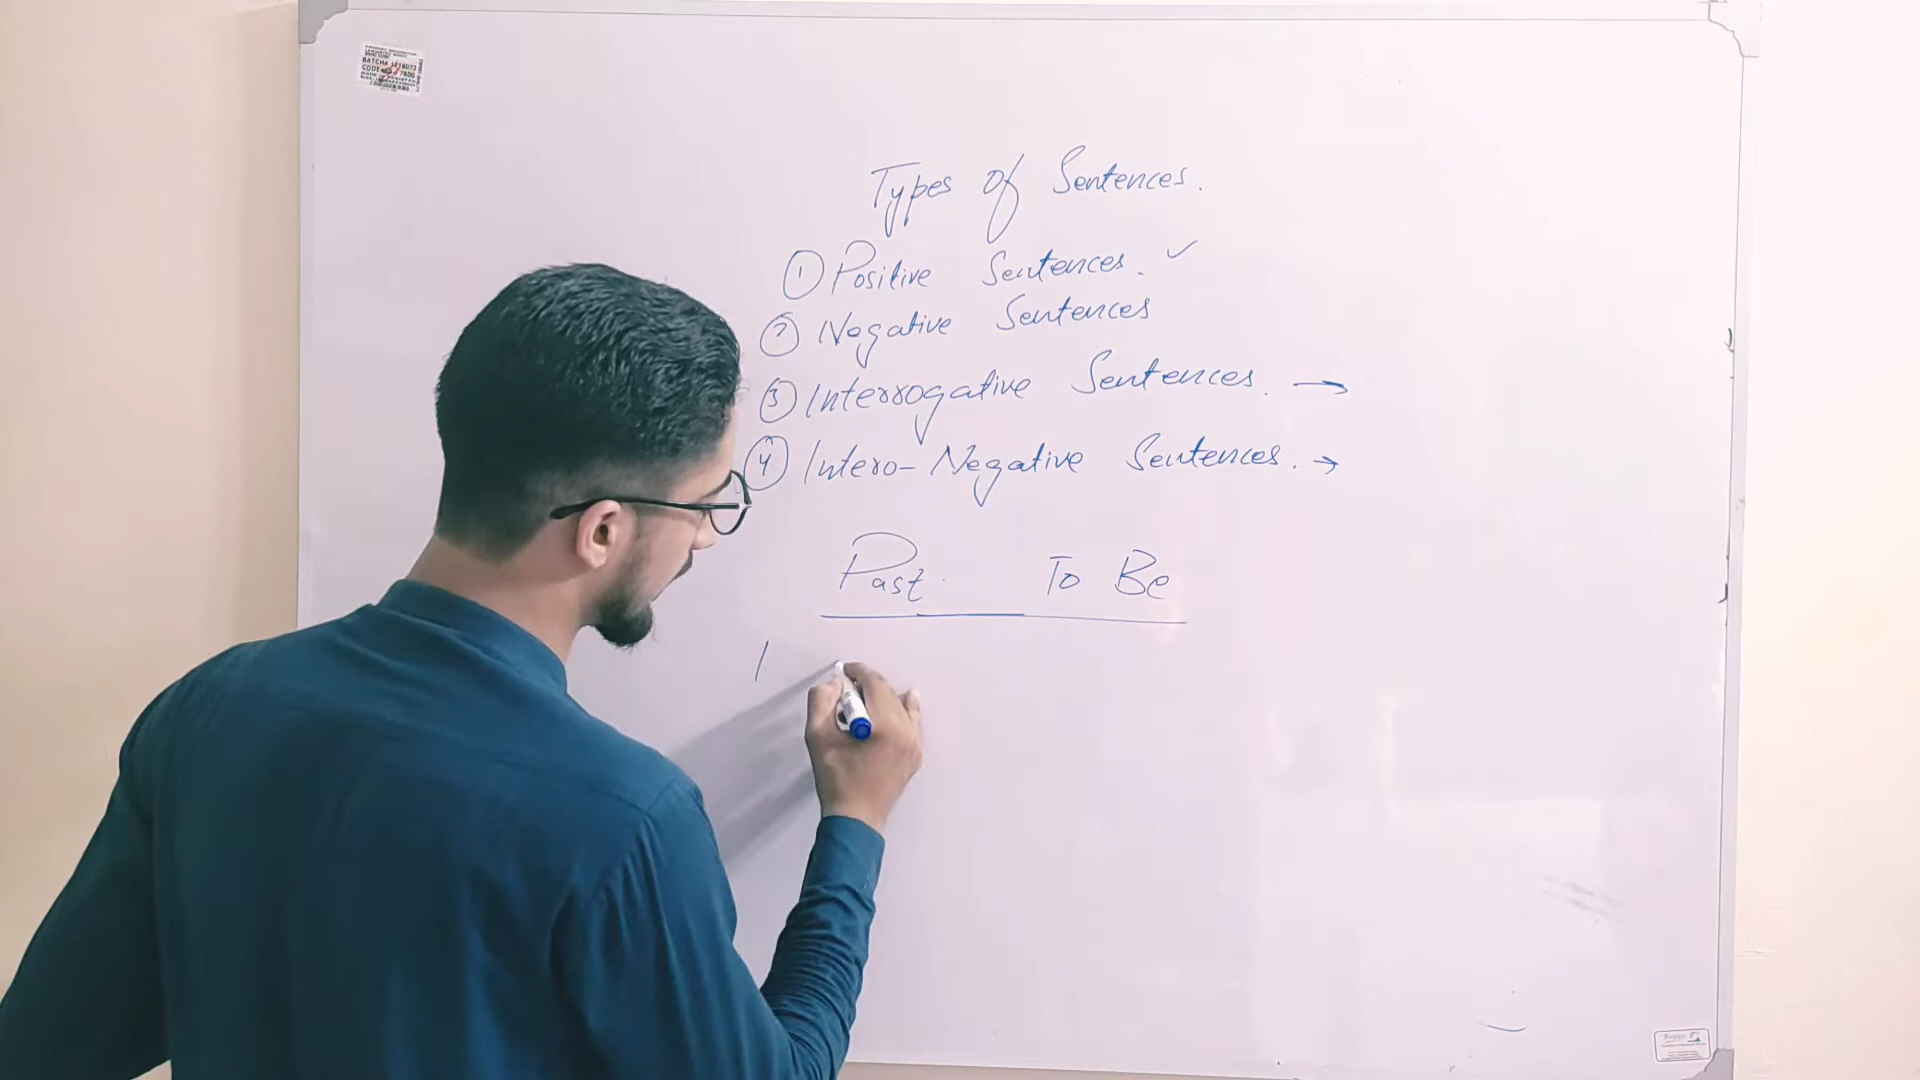 Types Of Sentences.
① Positive Sentences. ✓
② Negative Sentences
③ Interrogative Sentences. →
④ Intero-Negative Sentences. →
Past To Be
I